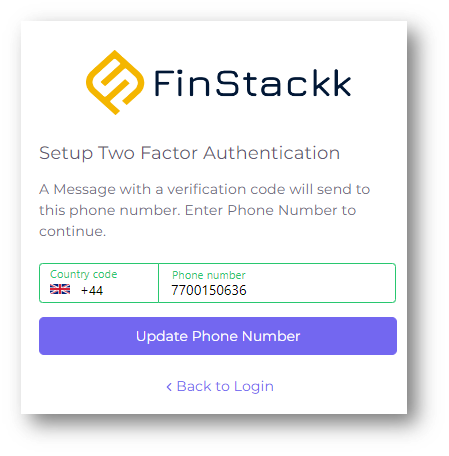 FinStackk
Setup Two Factor Authentication
A Message with a verification code will send to
this phone number. Enter Phone Number to
continue.
Country code
+44
Phone number
7700150636
Update Phone Number
‹ Back to Login